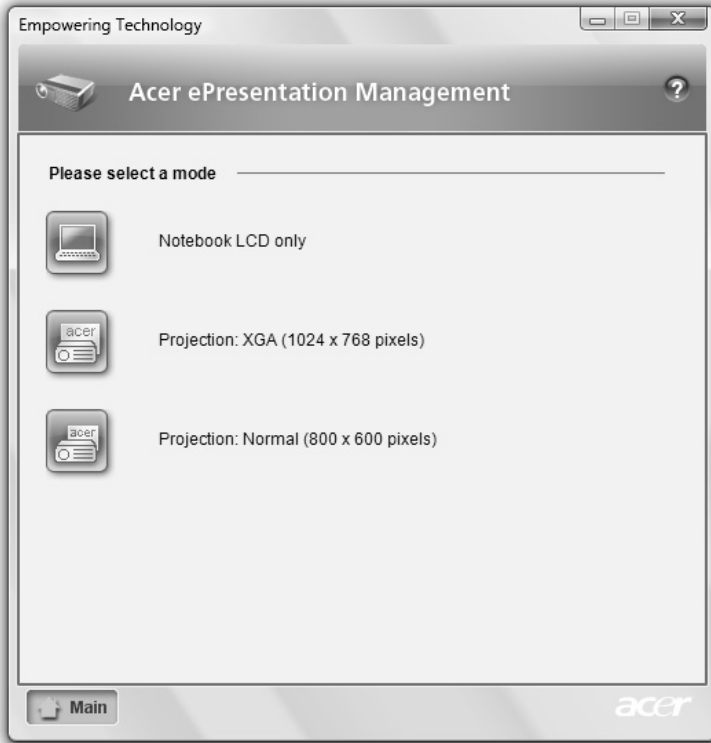 Empowering Technology
Acer ePresentation Management
?
Please select a mode
Notebook LCD only
acer
Projection: XGA (1024 x 768 pixels)
acer
Projection: Normal (800 x 600 pixels)
Main
acer